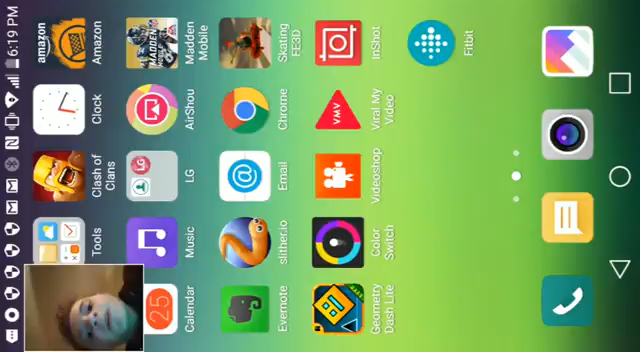 6:19 PM
amazon
Tools
Clash of
Clans
Clock
Amazon
25
LG
MADDEN
Calendar
Music
LG
AirShou
Madden
Mobile
Evernote
slither.io
Email
Chrome
Skating
FE3D
VMV
Geometry
Dash Lite
Color
Switch
Videoshop
Viral My
Video
InShot
Fitbit